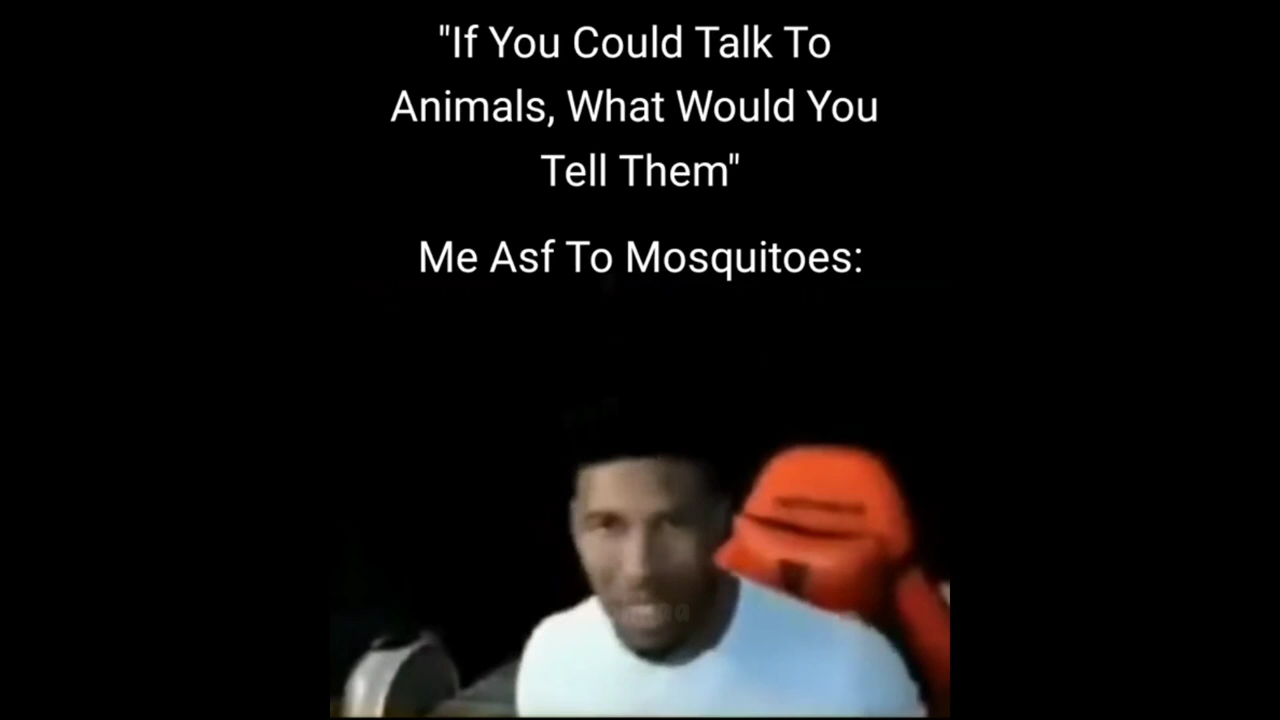 "If You Could Talk To
Animals, What Would You
Tell Them"
Me Asf To Mosquitoes: